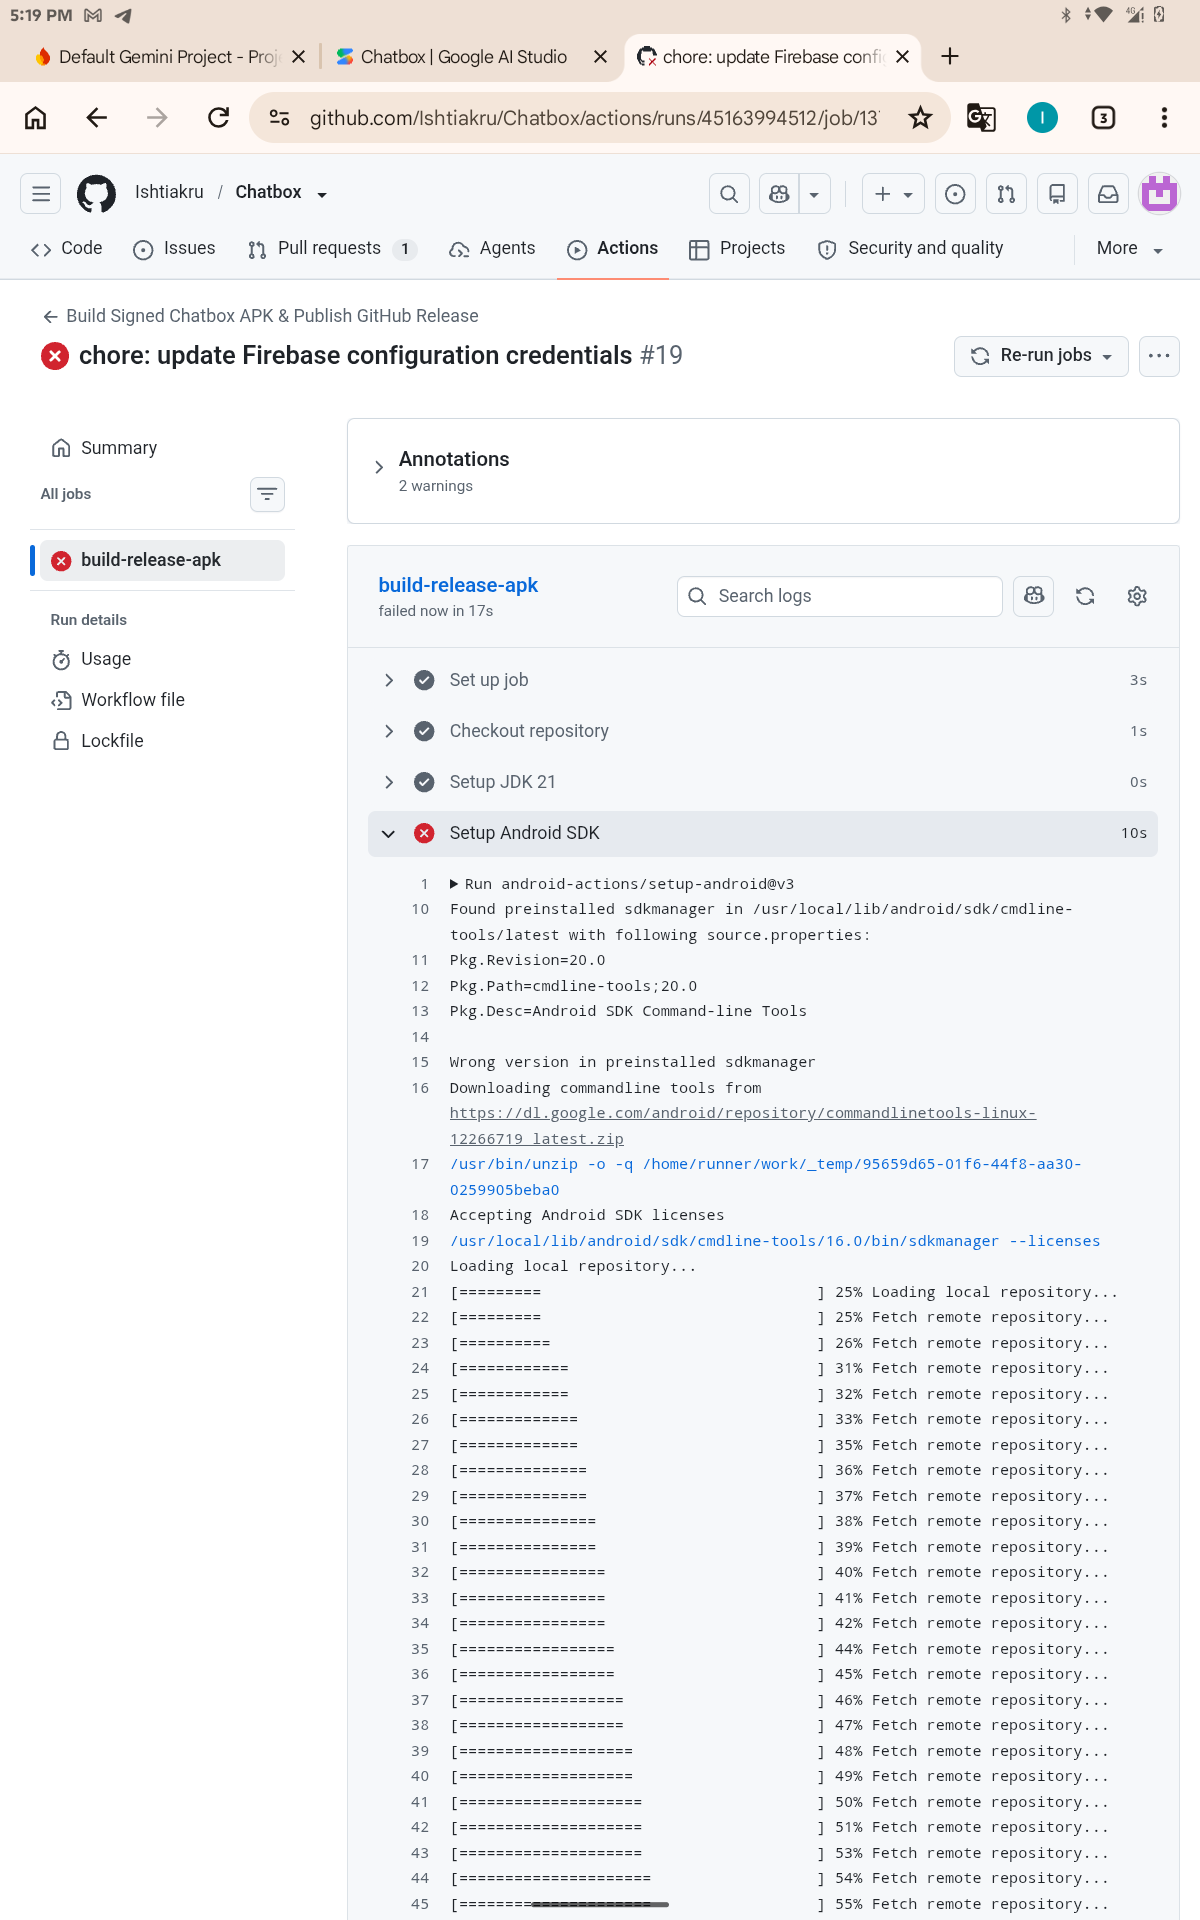 5:19 PM
4G
Default Gemini Project - Proj
Chatbox | Google AI Studio
chore: update Firebase config
github.com/Ishtiakru/Chatbox/actions/runs/45163994512/job/13
I
3
Ishtiakru / Chatbox
Code
Issues
Pull requests 1
Agents
Actions
Projects
Security and quality
More
Build Signed Chatbox APK & Publish GitHub Release
chore: update Firebase configuration credentials #19
Re-run jobs
Summary
All jobs
build-release-apk
Run details
Usage
Workflow file
Lockfile
Annotations
2 warnings
build-release-apk
failed now in 17s
Search logs
Set up job 3s
Checkout repository 1s
Setup JDK 21 0s
Setup Android SDK 10s
1 Run android-actions/setup-android@v3
10 Found preinstalled sdkmanager in /usr/local/lib/android/sdk/cmdline-
tools/latest with following source.properties:
11 Pkg.Revision=20.0
12 Pkg.Path=cmdline-tools;20.0
13 Pkg.Desc=Android SDK Command-line Tools
14
15 Wrong version in preinstalled sdkmanager
16 Downloading commandline tools from
https://dl.google.com/android/repository/commandlinetools-linux-
12266719_latest.zip
17 /usr/bin/unzip -o -q /home/runner/work/_temp/95659d65-01f6-44f8-aa30-
0259905beba0
18 Accepting Android SDK licenses
19 /usr/local/lib/android/sdk/cmdline-tools/16.0/bin/sdkmanager --licenses
20 Loading local repository...
21 [========= ] 25% Loading local repository...
22 [========= ] 25% Fetch remote repository...
23 [========== ] 26% Fetch remote repository...
24 [============ ] 31% Fetch remote repository...
25 [============ ] 32% Fetch remote repository...
26 [============= ] 33% Fetch remote repository...
27 [============= ] 35% Fetch remote repository...
28 [============== ] 36% Fetch remote repository...
29 [============== ] 37% Fetch remote repository...
30 [=============== ] 38% Fetch remote repository...
31 [=============== ] 39% Fetch remote repository...
32 [================ ] 40% Fetch remote repository...
33 [================ ] 41% Fetch remote repository...
34 [================ ] 42% Fetch remote repository...
35 [================= ] 44% Fetch remote repository...
36 [================= ] 45% Fetch remote repository...
37 [================== ] 46% Fetch remote repository...
38 [================== ] 47% Fetch remote repository...
39 [=================== ] 48% Fetch remote repository...
40 [=================== ] 49% Fetch remote repository...
41 [==================== ] 50% Fetch remote repository...
42 [==================== ] 51% Fetch remote repository...
43 [==================== ] 53% Fetch remote repository...
44 [===================== ] 54% Fetch remote repository...
45 [===================== ] 55% Fetch remote repository...